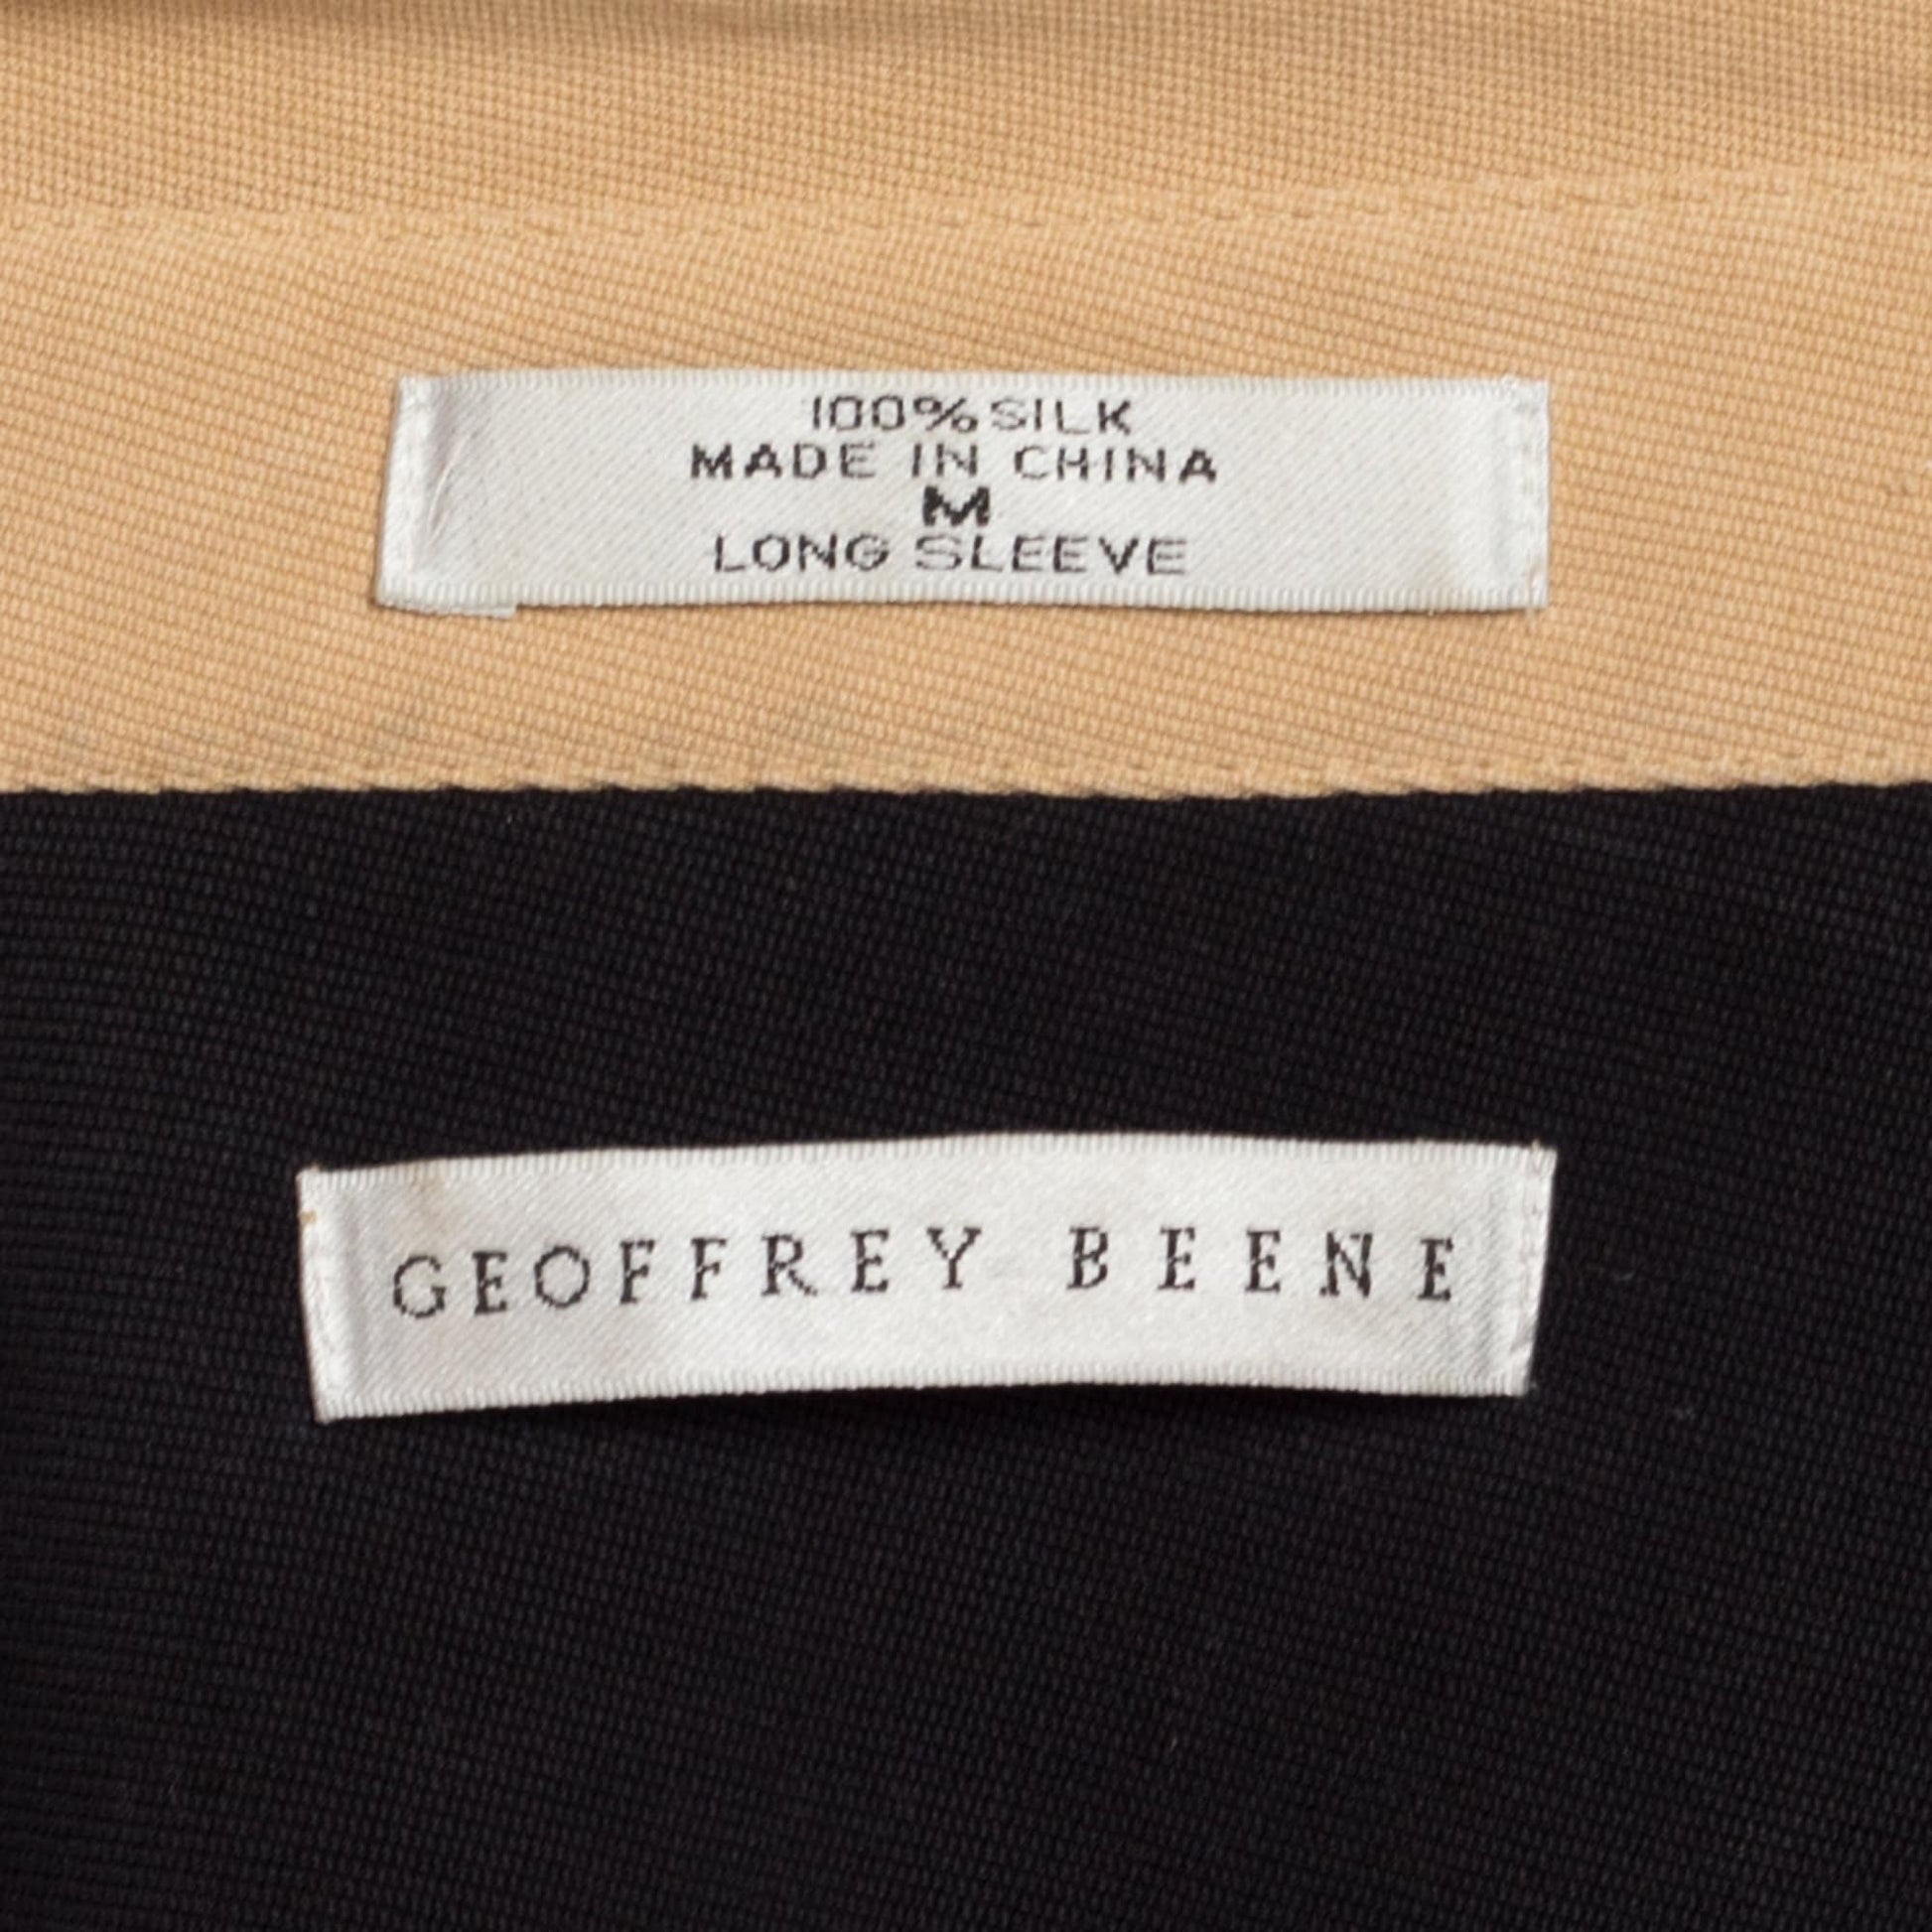 100% SILK
MADE IN CHINA
M
LONG SLEEVE
GEOFFREY BEENE